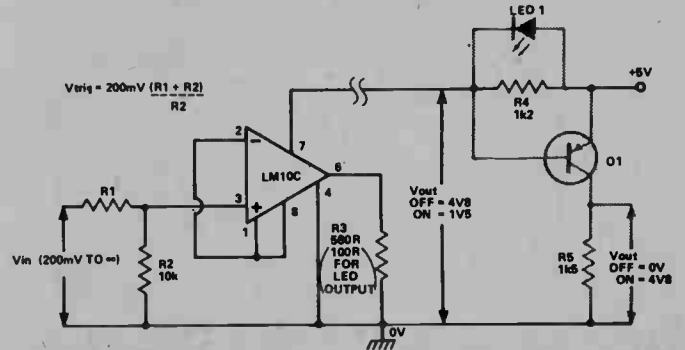 LED 1
+5V
R4
1k2
Q1
Vtrig = 200mV (R1 + R2)
R2
2
7
LM10C
6
4
3
8
1
R1
Vin (200mV TO ∞)
R2
10k
R3
560R
100R
FOR
LED
OUTPUT
Vout
OFF = 4V8
ON = 1V5
R5
1k5
Vout
OFF = 0V
ON = 4V8
0V